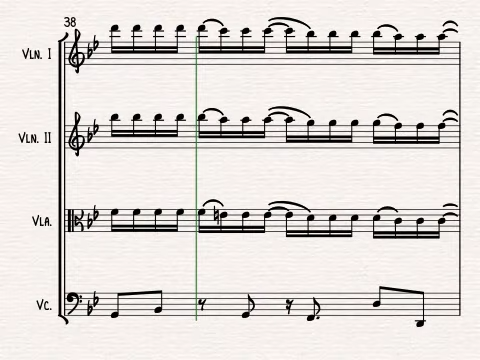 38
VLN. I
VLN. II
VLA.
VC.